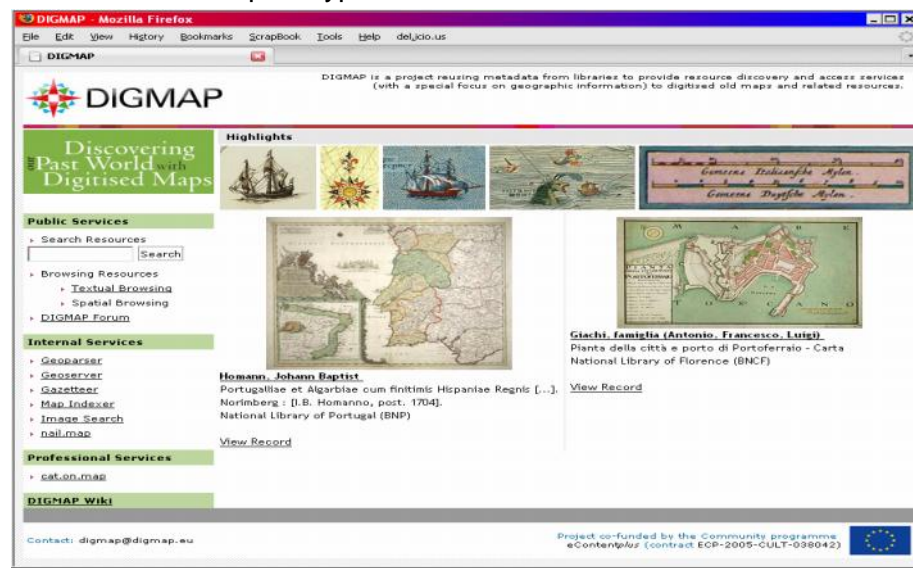 DIGMAP - Mozilla Firefox
File Edit View History Bookmarks ScrapBook Tools Help del.icio.us
DIGMAP
DIGMAP
DIGMAP is a project reusing metadata from libraries to provide resource discovery and access services
(with a special focus on geographic information) to digitised old maps and related resources.
Discovering
our Past World with
Digitised Maps
Highlights
Gemeene Italiaansche Mylen.
Gemeene Duytsche Mylen.
Public Services
Search Resources
Search
Browsing Resources
Textual Browsing
Spatial Browsing
DIGMAP Forum
Internal Services
Geoparser
Geoserver
Gazetteer
Map Indexer
Image Search
nail.map
Professional Services
cat.on.map
DIGMAP Wiki
Homann, Johann Baptist
Portugalliae et Algarbiae cum finitimis Hispaniae Regnis [...].
Norimberg : [I.B. Homanno, post. 1704].
National Library of Portugal (BNP)
View Record
M A R E
T O S C A N O
Giachi, famiglia (Antonio, Francesco, Luigi)
Pianta della città e porto di Portoferraio - Carta
National Library of Florence (BNCF)
View Record
Contact: digmap@digmap.eu
Project co-funded by the Community programme
eContentplus (contract ECP-2005-CULT-038042)